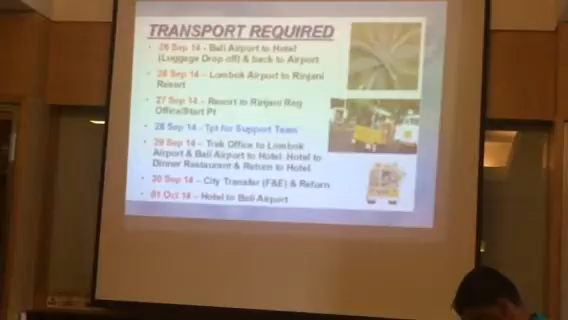 TRANSPORT REQUIRED
• 26 Sep 14 - Bali Airport to Hotel
(Luggage Drop off) & back to Airport
• 26 Sep 14 – Lombok Airport to Rinjani
Resort
• 27 Sep 14 – Resort to Rinjani Reg
Office/Start Pt
• 28 Sep 14 - Tpt for Support Team
• 29 Sep 14 – Trek Office to Lombok
Airport & Bali Airport to Hotel. Hotel to
Dinner Restaurant & Return to Hotel
• 30 Sep 14 – City Transfer (F&E) & Return
• 01 Oct 14 – Hotel to Bali Airport